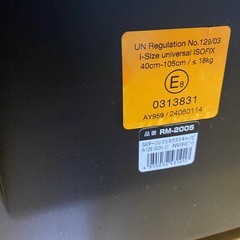 UN Regulation No.129/03
i-Size universal ISOFIX
40cm-105cm / ≤ 18kg
E8
0313831
AY959 / 24060114
品番 RM-2005